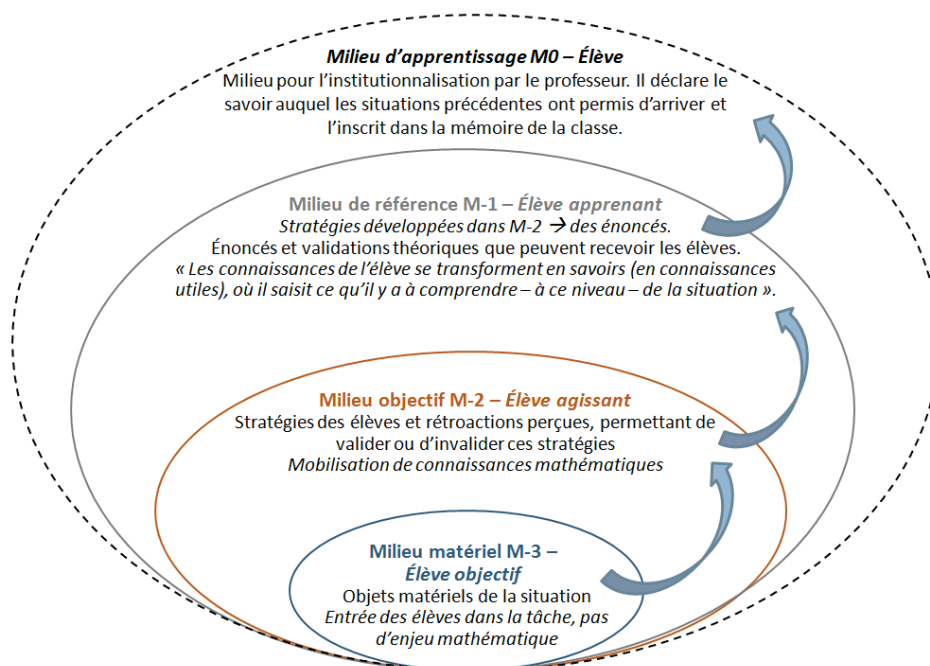 Milieu d’apprentissage M0 – Élève
Milieu pour l’institutionnalisation par le professeur. Il déclare le
savoir auquel les situations précédentes ont permis d’arriver et
l’inscrit dans la mémoire de la classe.
Milieu de référence M-1 – Élève apprenant
Stratégies développées dans M-2 → des énoncés.
Énoncés et validations théoriques que peuvent recevoir les élèves.
« Les connaissances de l’élève se transforment en savoirs (en connaissances
utiles), où il saisit ce qu’il y a à comprendre – à ce niveau – de la situation ».
Milieu objectif M-2 – Élève agissant
Stratégies des élèves et rétroactions perçues, permettant de
valider ou d’invalider ces stratégies
Mobilisation de connaissances mathématiques
Milieu matériel M-3 –
Élève objectif
Objets matériels de la situation
Entrée des élèves dans la tâche, pas
d’enjeu mathématique